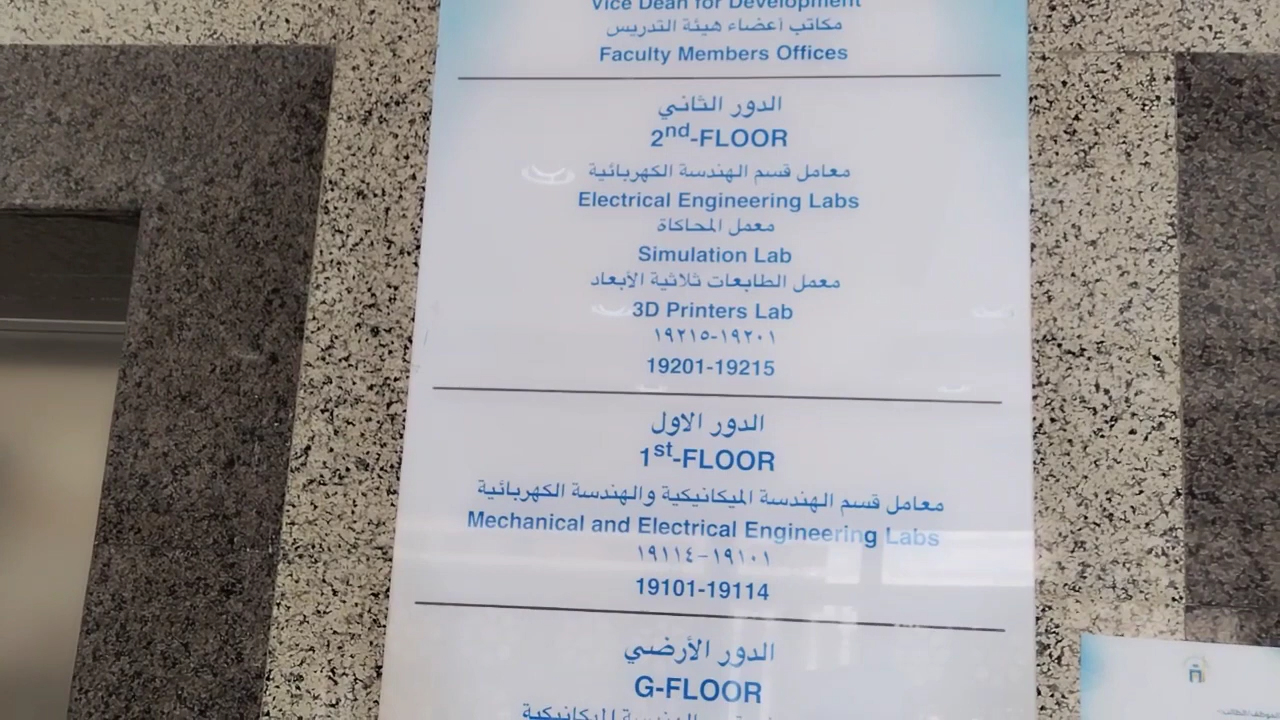 Vice Dean for Development
مكاتب أعضاء هيئة التدريس
Faculty Members Offices
الدور الثاني
2nd-FLOOR
معامل قسم الهندسة الكهربائية
Electrical Engineering Labs
معمل المحاكاة
Simulation Lab
معمل الطابعات ثلاثية الأبعاد
3D Printers Lab
١٩٢٠١-١٩٢١٥
19201-19215
الدور الاول
1st-FLOOR
معامل قسم الهندسة الميكانيكية والهندسة الكهربائية
Mechanical and Electrical Engineering Labs
١٩١٠١-١٩١١٤
19101-19114
الدور الأرضي
G-FLOOR
الهندسة الميكانيكية